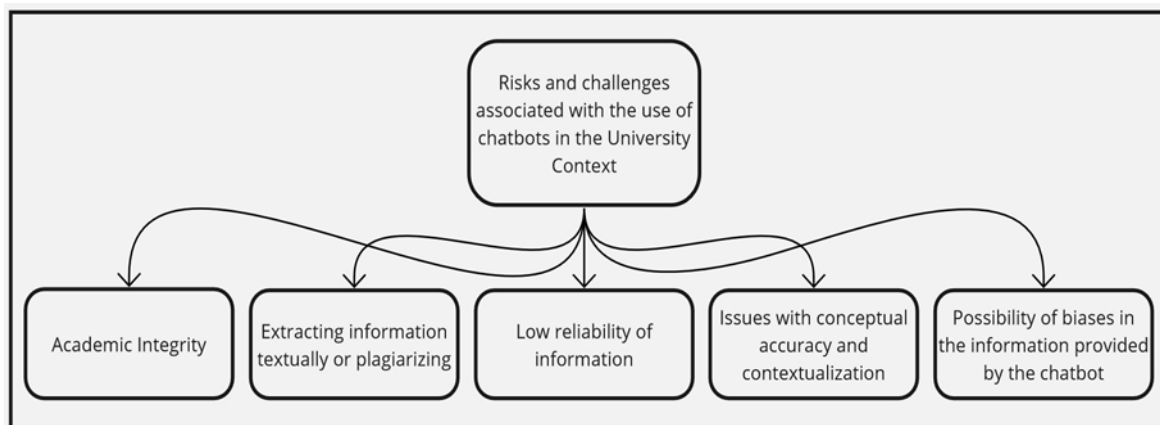 Risks and challenges
associated with the use of
chatbots in the University
Context
Academic Integrity
Extracting information
textually or plagiarizing
Low reliability of
information
Issues with conceptual
accuracy and
contextualization
Possibility of biases in
the information provided
by the chatbot